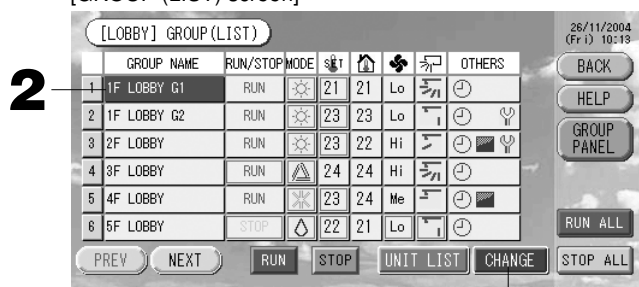 [LOBBY] GROUP(LIST)
26/11/2004
(Fri) 10:13
GROUP NAME RUN/STOP MODE SET OTHERS
BACK
1 1F LOBBY G1 RUN 21 21 Lo
2
HELP
2 1F LOBBY G2 RUN 23 23 Lo
GROUP
PANEL
3 2F LOBBY RUN 23 22 Hi
4 3F LOBBY RUN 24 24 Hi
5 4F LOBBY RUN 23 24 Me
6 5F LOBBY STOP 22 21 Lo
RUN ALL
PREV NEXT RUN STOP UNIT LIST CHANGE STOP ALL